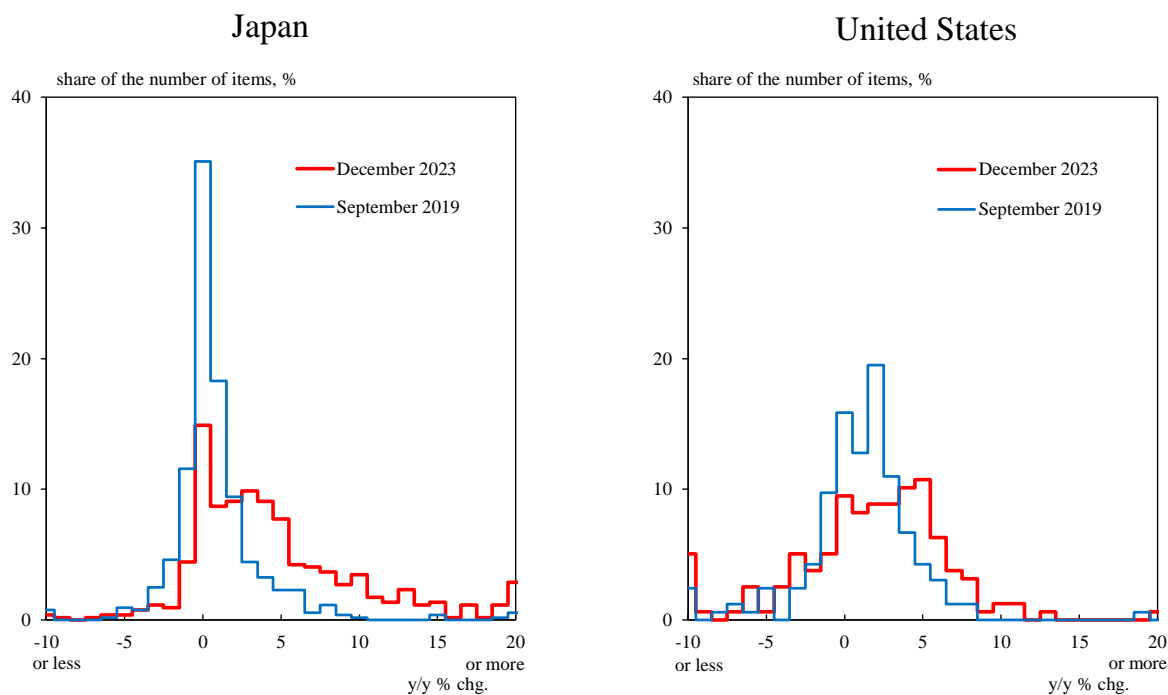 Japan
share of the number of items, %
40
30
20
10
0
December 2023
September 2019
-10
-5
0
5
10
15
20
or less
or more
y/y % chg.
United States
share of the number of items, %
40
30
20
10
0
December 2023
September 2019
-10
-5
0
5
10
15
20
or less
or more
y/y % chg.